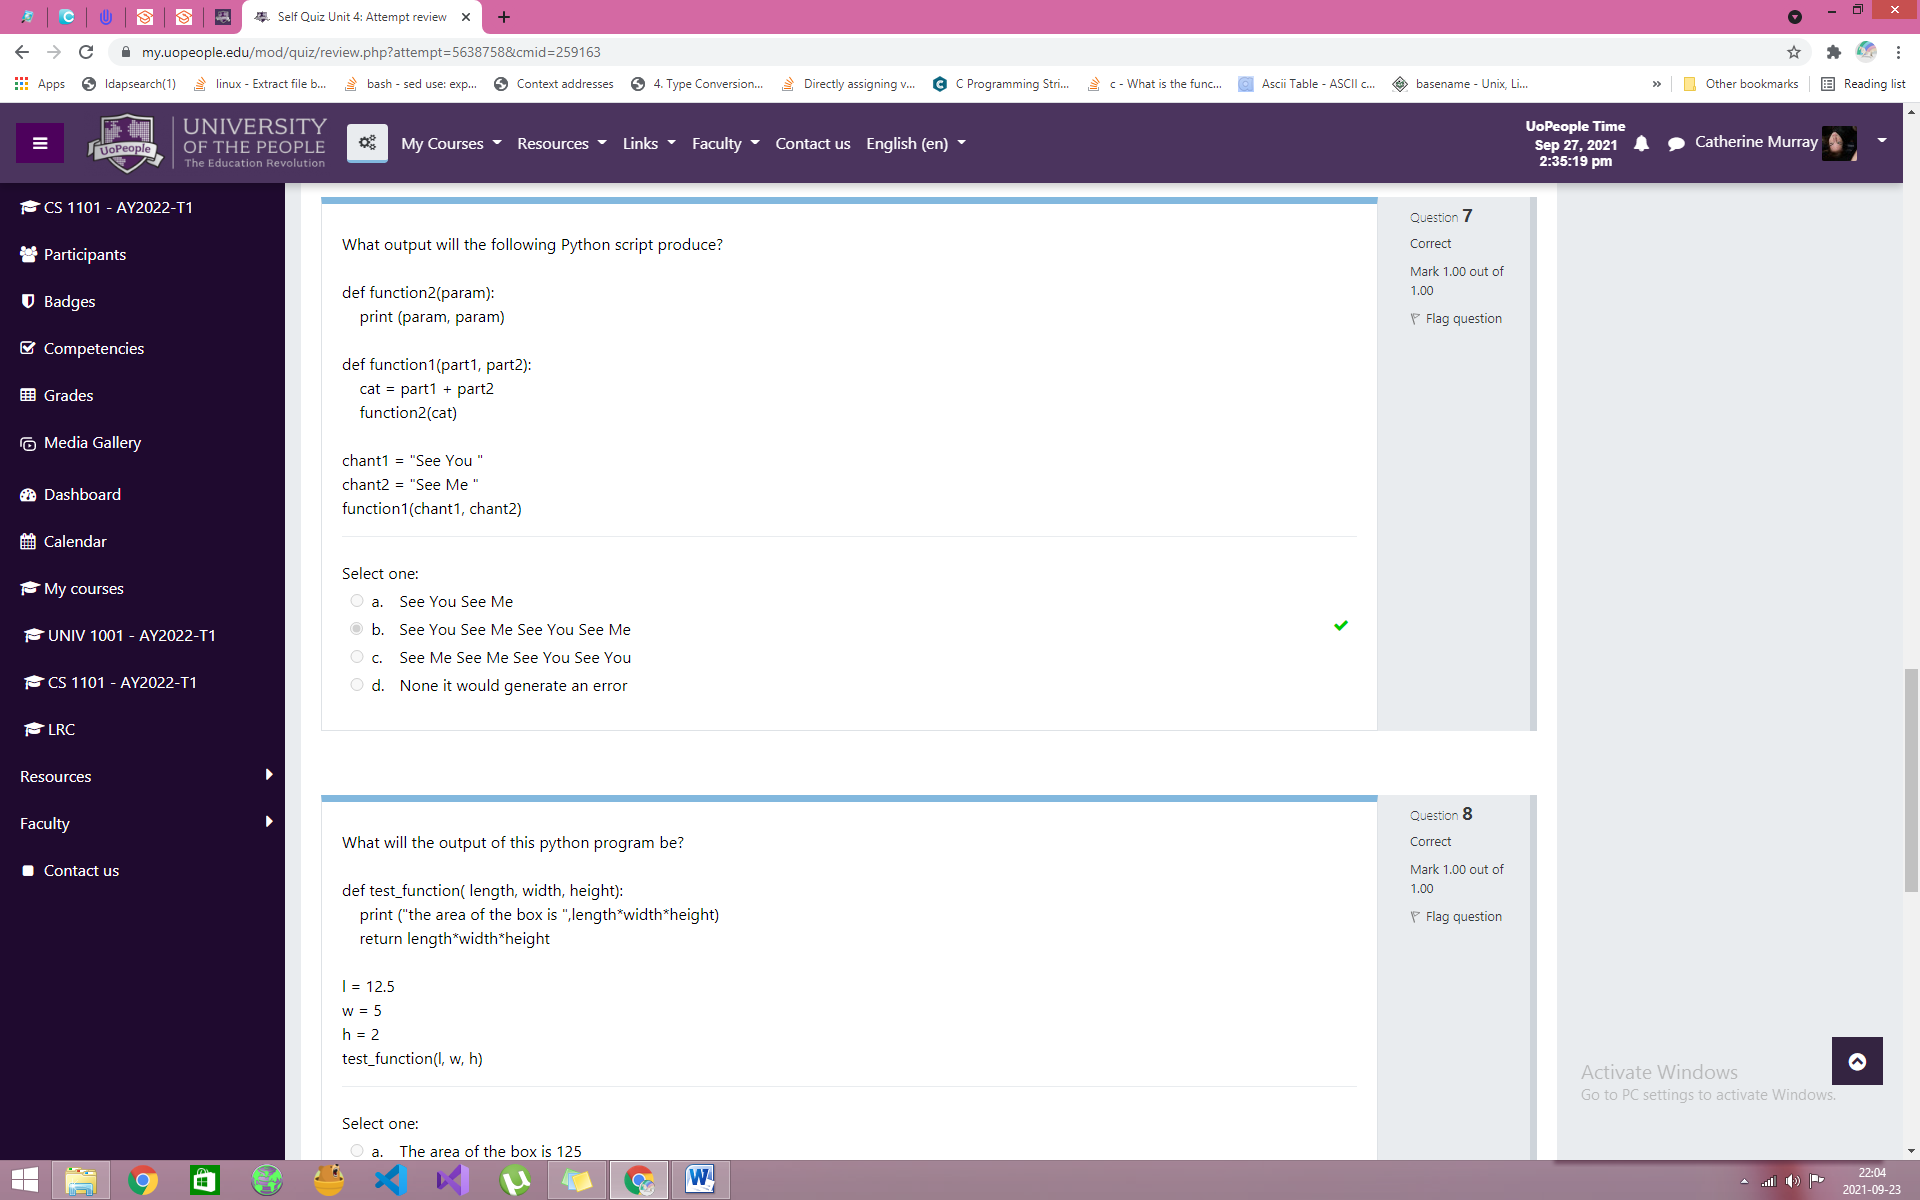 Self Quiz Unit 4: Attempt review
my.uopeople.edu/mod/quiz/review.php?attempt=5638758&cmid=259163
Apps
ldapsearch(1)
linux - Extract file b...
bash - sed use: exp...
Context addresses
4. Type Conversion...
Directly assigning v...
C Programming Stri...
c - What is the func...
Ascii Table - ASCII c...
basename - Unix, Li...
»
Other bookmarks
Reading list
UoPeople
UNIVERSITY
OF THE PEOPLE
The Education Revolution
My Courses
Resources
Links
Faculty
Contact us
English (en)
UoPeople Time
Sep 27, 2021
2:35:19 pm
Catherine Murray
CS 1101 - AY2022-T1
Participants
Badges
Competencies
Grades
Media Gallery
Dashboard
Calendar
My courses
UNIV 1001 - AY2022-T1
CS 1101 - AY2022-T1
LRC
Resources
Faculty
Contact us
What output will the following Python script produce?
def function2(param):
print (param, param)
def function1(part1, part2):
cat = part1 + part2
function2(cat)
chant1 = "See You "
chant2 = "See Me "
function1(chant1, chant2)
Select one:
a. See You See Me
b. See You See Me See You See Me
c. See Me See Me See You See You
d. None it would generate an error
Question 7
Correct
Mark 1.00 out of
1.00
Flag question
What will the output of this python program be?
def test_function( length, width, height):
print ("the area of the box is ",length*width*height)
return length*width*height
l = 12.5
w = 5
h = 2
test_function(l, w, h)
Select one:
a. The area of the box is 125
Question 8
Correct
Mark 1.00 out of
1.00
Flag question
Activate Windows
Go to PC settings to activate Windows.
22:04
2021-09-23